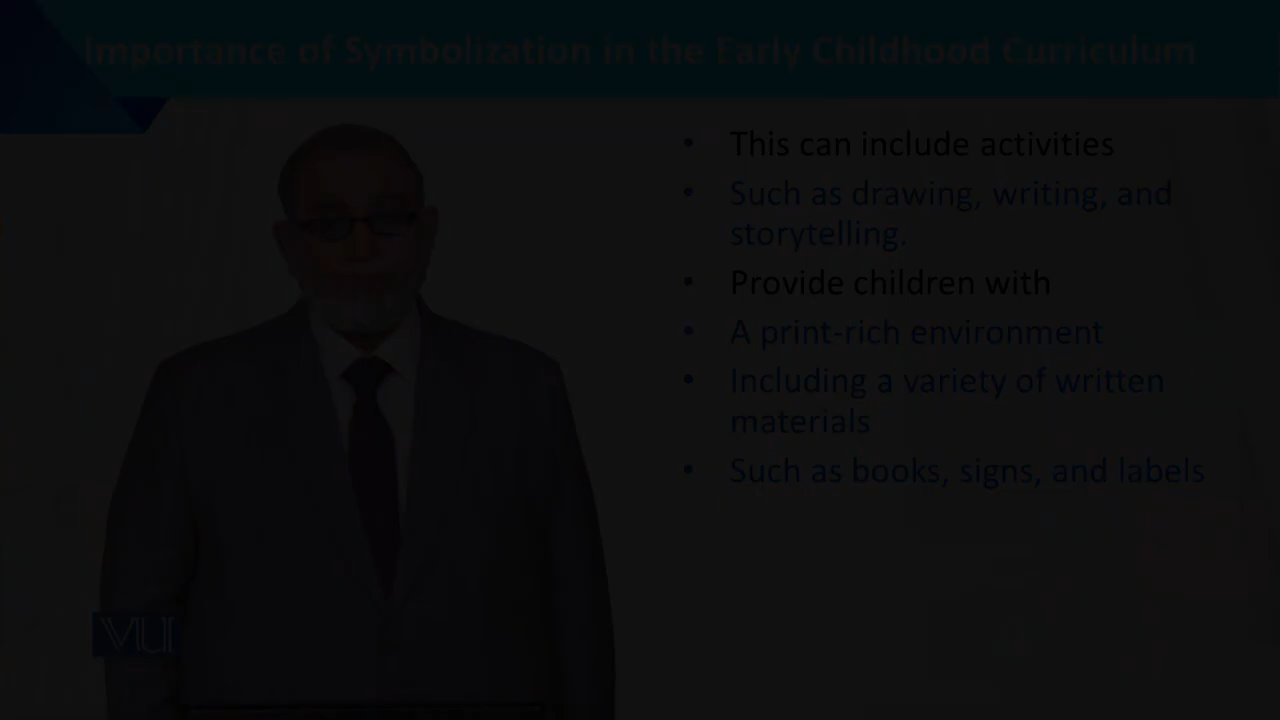 Importance of Symbolization in the Early Childhood Curriculum
• This can include activities
• Such as drawing, writing, and
storytelling.
• Provide children with
• A print-rich environment
• Including a variety of written
materials
• Such as books, signs, and labels
VU